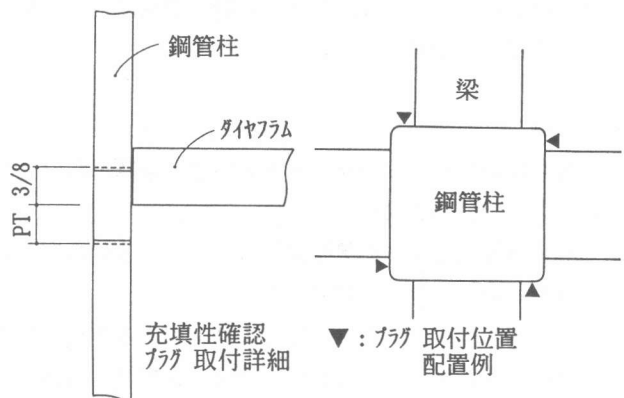 鋼管柱
ダイヤフラム
PT 3/8
充填性確認
プラグ 取付詳細
梁
鋼管柱
▼：プラグ 取付位置
配置例